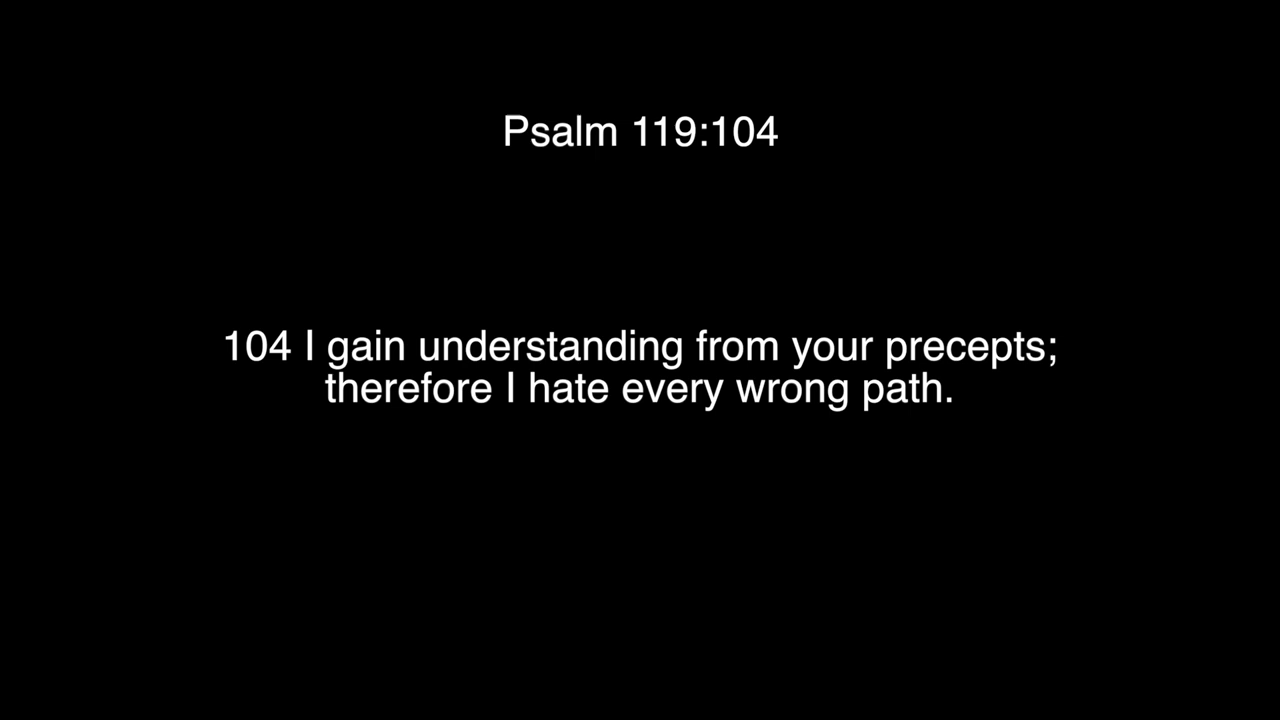 Psalm 119:104
104 I gain understanding from your precepts;
therefore I hate every wrong path.